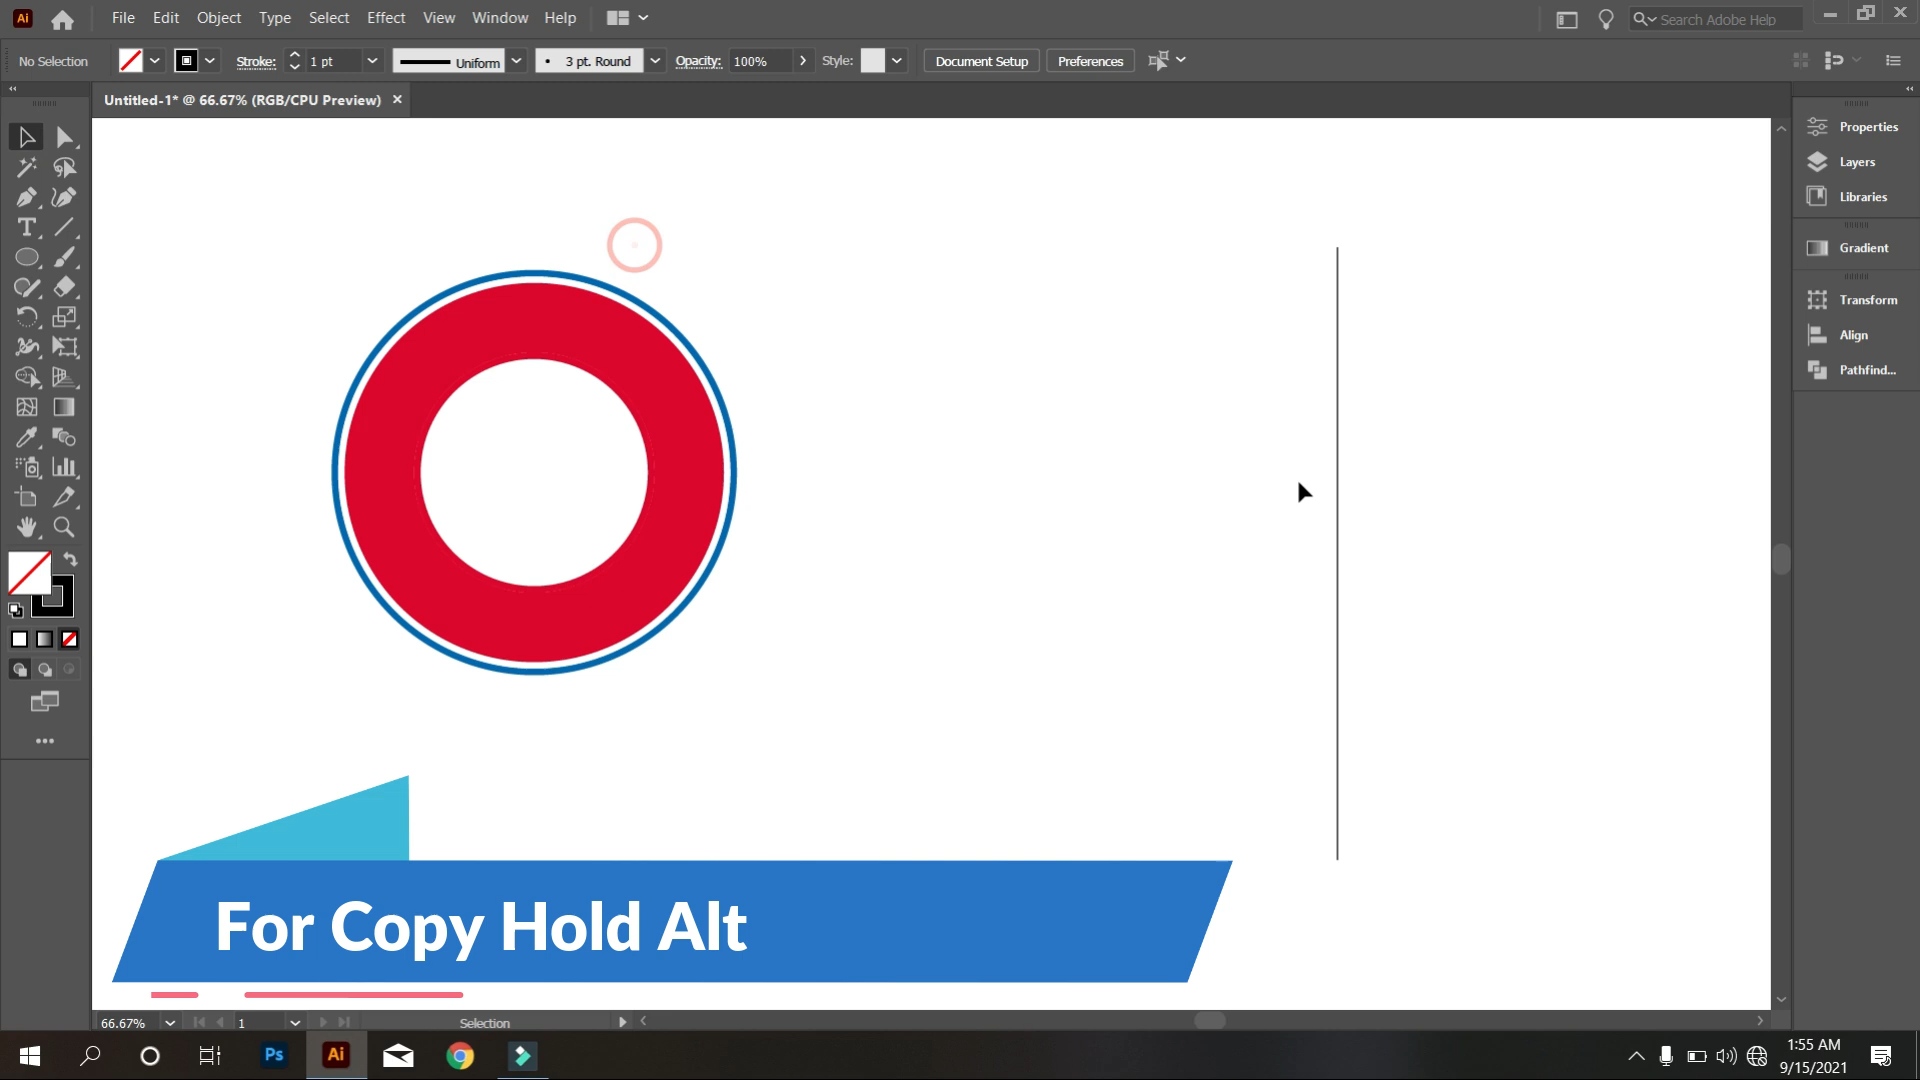 Ai
File Edit Object Type Select Effect View Window Help
Search Adobe Help
No Selection
Stroke: 1 pt
Uniform
3 pt. Round
Opacity: 100%
Style:
Document Setup
Preferences
Untitled-1* @ 66.67% (RGB/CPU Preview)
Properties
Layers
Libraries
Gradient
Transform
Align
Pathfind...
For Copy Hold Alt
66.67%
1
Selection
Ps
Ai
1:55 AM
9/15/2021